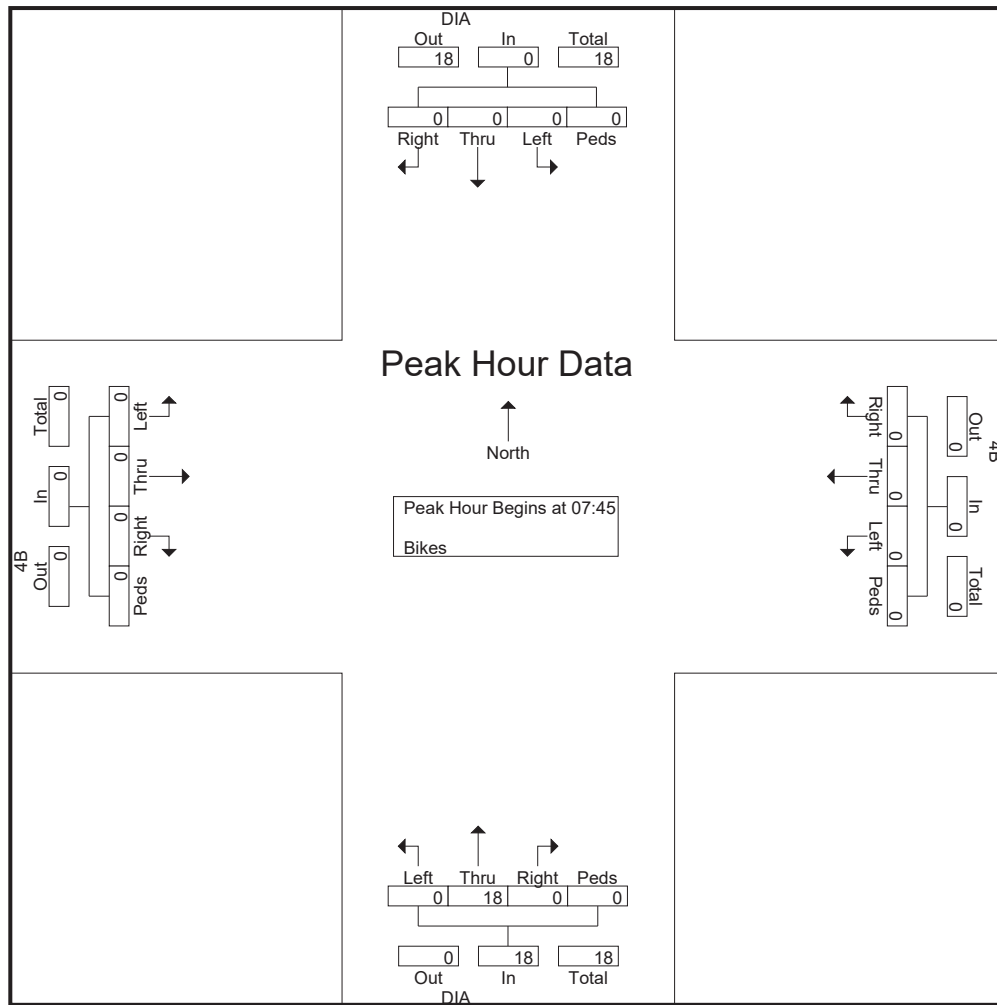 DIA
Out In Total
18 0 18
0 0 0 0
Right Thru Left Peds
Peak Hour Data
North
Peak Hour Begins at 07:45
Bikes
Total In Out
0 0 0
4B
0 0 0 0
Left Thru Right Peds
Right Thru Left Peds
0 0 0 0
4B
Out In Total
0 0 0
Left Thru Right Peds
0 18 0 0
0 18 18
Out In Total
DIA